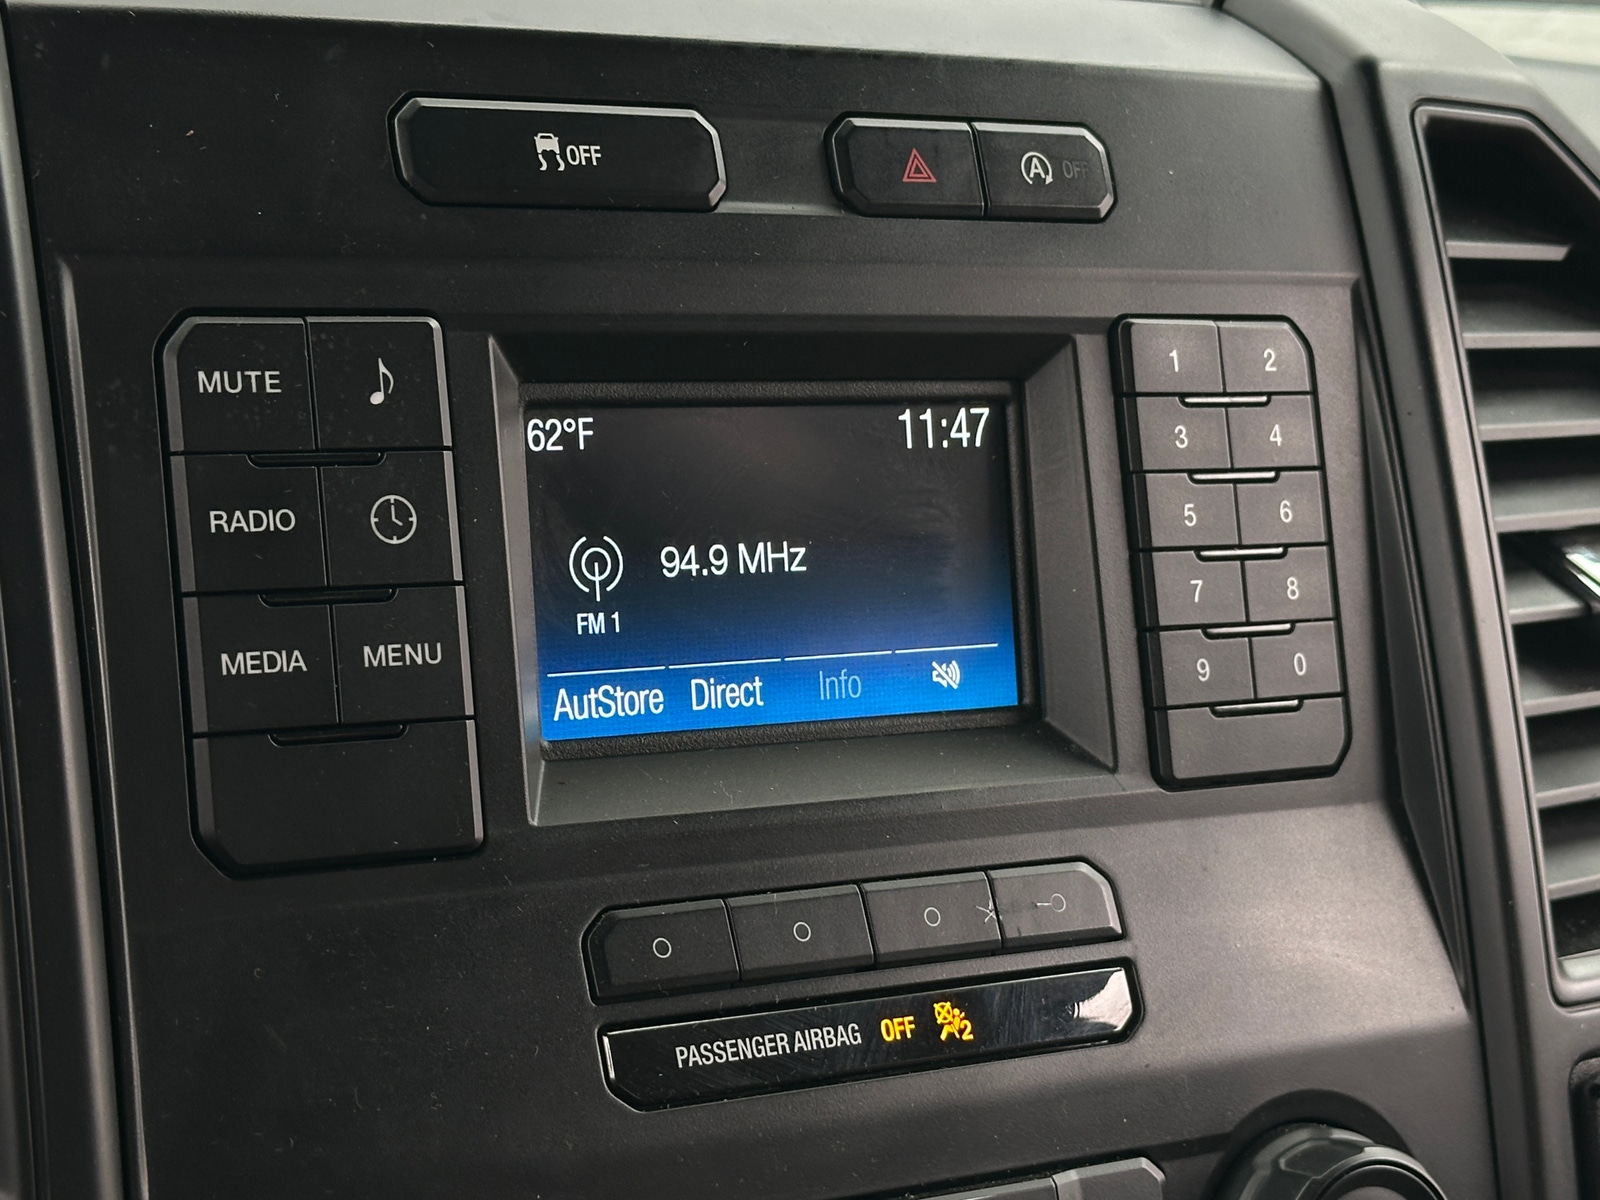 OFF
A OFF
MUTE
RADIO
MEDIA MENU
62°F 11:47
94.9 MHz
FM 1
AutStore Direct Info
1 2
3 4
5 6
7 8
9 0
PASSENGER AIRBAG OFF 2